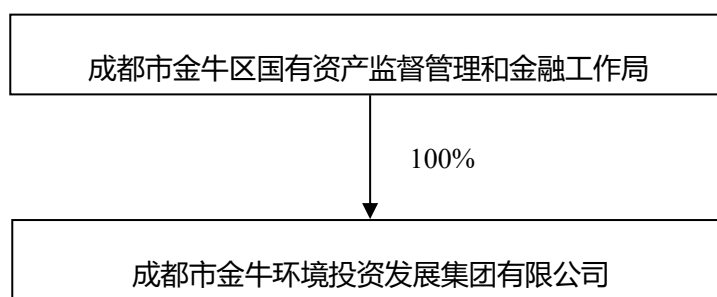 成都市金牛区国有资产监督管理和金融工作局
100%
成都市金牛环境投资发展集团有限公司